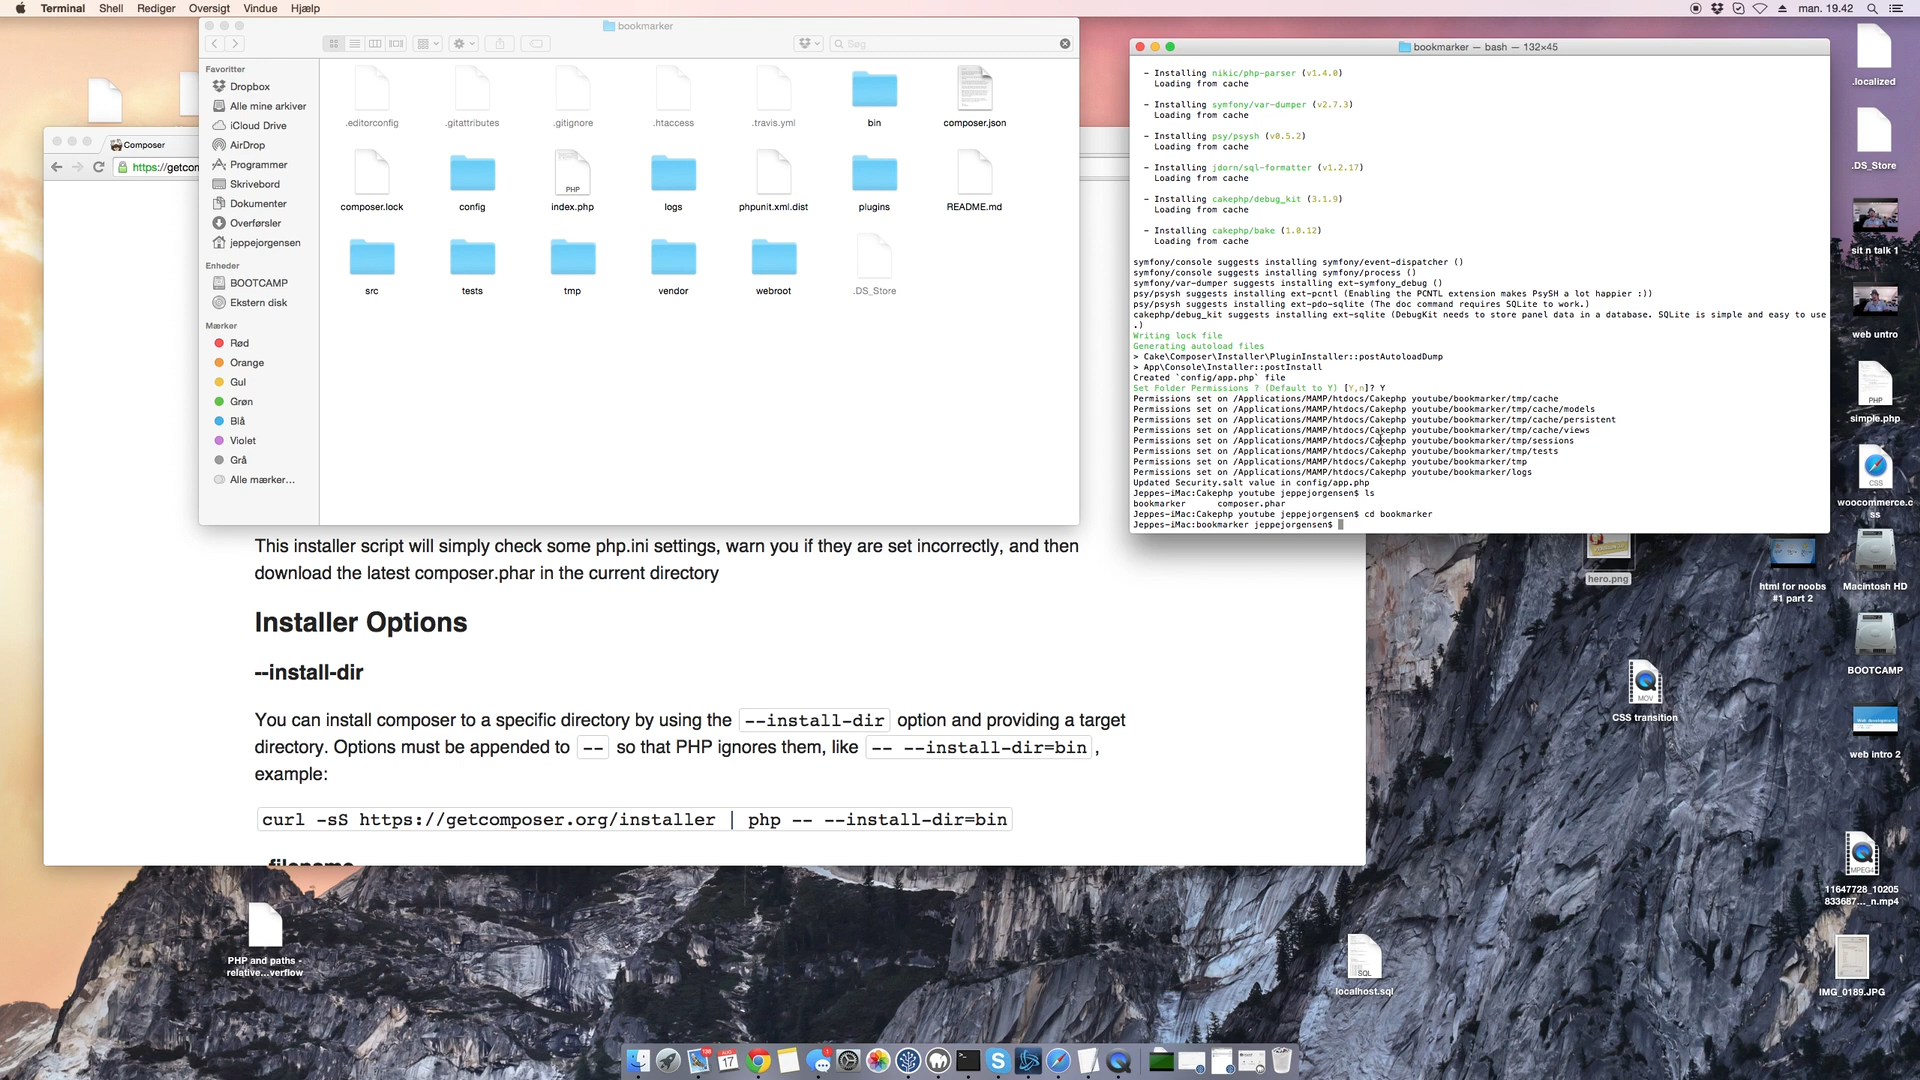 Terminal Shell Rediger Oversigt Vindue Hjælp
man. 19.42
bookmarker
Søg
Favoritter
Dropbox
Alle mine arkiver
iCloud Drive
AirDrop
Programmer
Skrivebord
Dokumenter
Overførsler
jeppejorgensen
Enheder
BOOTCAMP
Ekstern disk
Mærker
Rød
Orange
Gul
Grøn
Blå
Violet
Grå
Alle mærker...
.editorconfig .gitattributes .gitignore .htaccess .travis.yml bin composer.json
PHP
composer.lock config index.php logs phpunit.xml.dist plugins README.md
src tests tmp vendor webroot .DS_Store
Composer
https://getcom
This installer script will simply check some php.ini settings, warn you if they are set incorrectly, and then
download the latest composer.phar in the current directory
Installer Options
--install-dir
You can install composer to a specific directory by using the --install-dir option and providing a target
directory. Options must be appended to -- so that PHP ignores them, like -- --install-dir=bin ,
example:
curl -sS https://getcomposer.org/installer | php -- --install-dir=bin
bookmarker — bash — 132×45
- Installing nikic/php-parser (v1.4.0)
Loading from cache
- Installing symfony/var-dumper (v2.7.3)
Loading from cache
- Installing psy/psysh (v0.5.2)
Loading from cache
- Installing jdorn/sql-formatter (v1.2.17)
Loading from cache
- Installing cakephp/debug_kit (3.1.9)
Loading from cache
- Installing cakephp/bake (1.0.12)
Loading from cache
symfony/console suggests installing symfony/event-dispatcher ()
symfony/console suggests installing symfony/process ()
symfony/var-dumper suggests installing ext-symfony_debug ()
psy/psysh suggests installing ext-pcntl (Enabling the PCNTL extension makes PsySH a lot happier :))
psy/psysh suggests installing ext-pdo-sqlite (The doc command requires SQLite to work.)
cakephp/debug_kit suggests installing ext-sqlite (DebugKit needs to store panel data in a database. SQLite is simple and easy to use
.)
Writing lock file
Generating autoload files
> Cake\Composer\Installer\PluginInstaller::postAutoloadDump
> App\Console\Installer::postInstall
Created `config/app.php` file
Set Folder Permissions ? (Default to Y) [Y,n]? Y
Permissions set on /Applications/MAMP/htdocs/Cakephp youtube/bookmarker/tmp/cache
Permissions set on /Applications/MAMP/htdocs/Cakephp youtube/bookmarker/tmp/cache/models
Permissions set on /Applications/MAMP/htdocs/Cakephp youtube/bookmarker/tmp/cache/persistent
Permissions set on /Applications/MAMP/htdocs/Cakephp youtube/bookmarker/tmp/cache/views
Permissions set on /Applications/MAMP/htdocs/Cakephp youtube/bookmarker/tmp/sessions
Permissions set on /Applications/MAMP/htdocs/Cakephp youtube/bookmarker/tmp/tests
Permissions set on /Applications/MAMP/htdocs/Cakephp youtube/bookmarker/tmp
Permissions set on /Applications/MAMP/htdocs/Cakephp youtube/bookmarker/logs
Updated Security.salt value in config/app.php
Jeppes-iMac:Cakephp youtube jeppejorgensen$ ls
bookmarker composer.phar
Jeppes-iMac:Cakephp youtube jeppejorgensen$ cd bookmarker
Jeppes-iMac:bookmarker jeppejorgensen$
.localized
.DS_Store
sit n talk 1
web untro
PHP
simple.php
CSS
woocommerce.c
ss
hero.png
html for noobs
#1 part 2
Macintosh HD
BOOTCAMP
MOV
CSS transition
web intro 2
MPEG4
11647728_10205
833687..._n.mp4
SQL
localhost.sql
IMG_0189.JPG
PHP and paths -
relative...verflow
17